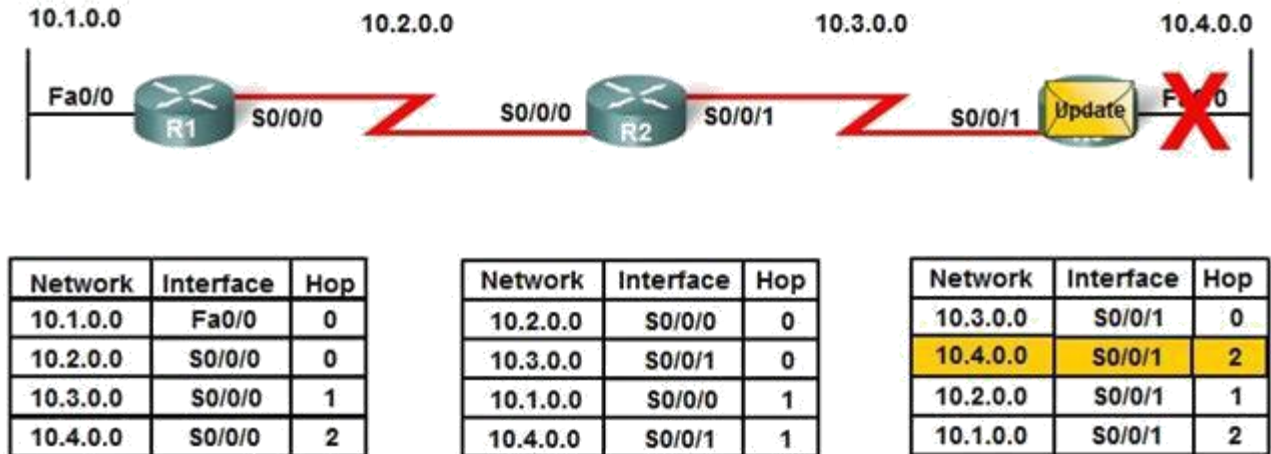 10.1.0.0 10.2.0.0 10.3.0.0 10.4.0.0
Fa0/0 R1 S0/0/0 S0/0/0 R2 S0/0/1 S0/0/1 Update
Network Interface Hop
10.1.0.0 Fa0/0 0
10.2.0.0 S0/0/0 0
10.3.0.0 S0/0/0 1
10.4.0.0 S0/0/0 2
Network Interface Hop
10.2.0.0 S0/0/0 0
10.3.0.0 S0/0/1 0
10.1.0.0 S0/0/0 1
10.4.0.0 S0/0/1 1
Network Interface Hop
10.3.0.0 S0/0/1 0
10.4.0.0 S0/0/1 2
10.2.0.0 S0/0/1 1
10.1.0.0 S0/0/1 2